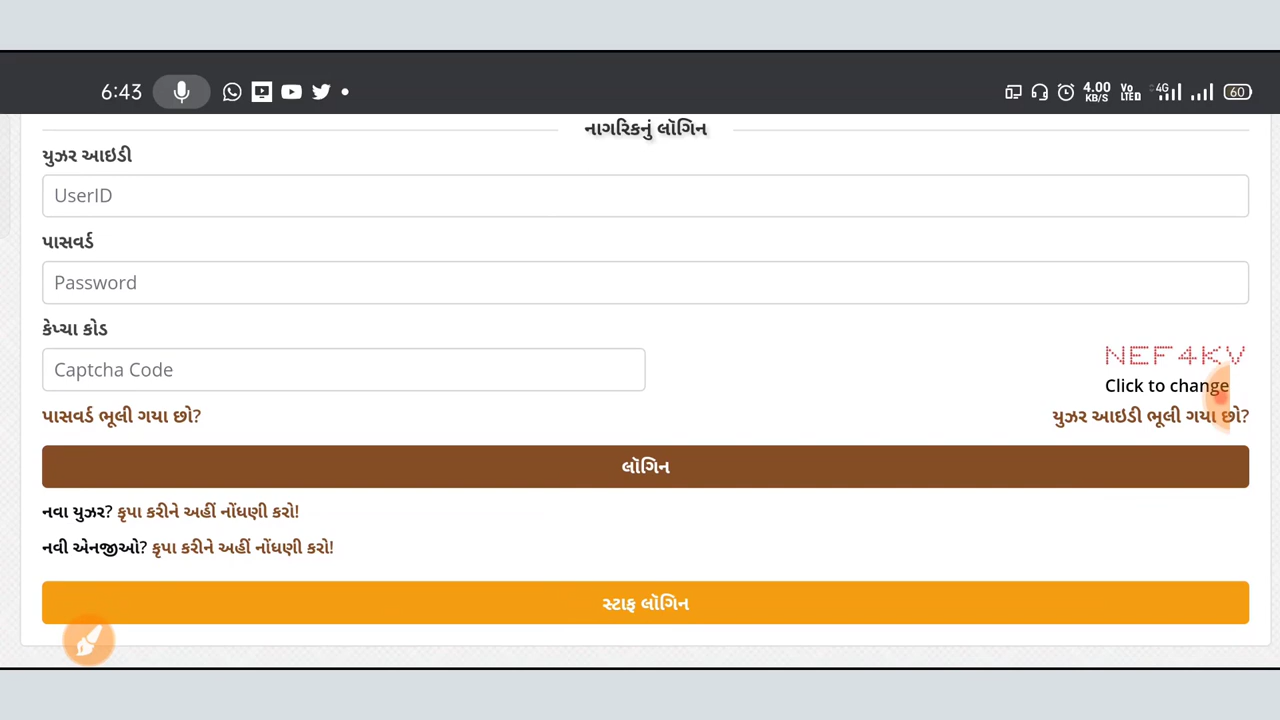 6:43 4.00 KB/S Vo LTE D 4G 60
નાગરિકનું લૉગિન
યુઝર આઇડી
UserID
પાસવર્ડ
Password
કેપ્ચા કોડ
Captcha Code NEF4KV
Click to change
પાસવર્ડ ભૂલી ગયા છો? યુઝર આઇડી ભૂલી ગયા છો?
લૉગિન
નવા યુઝર? કૃપા કરીને અહીં નોંધણી કરો!
નવી એનજીઓ? કૃપા કરીને અહીં નોંધણી કરો!
સ્ટાફ લૉગિન